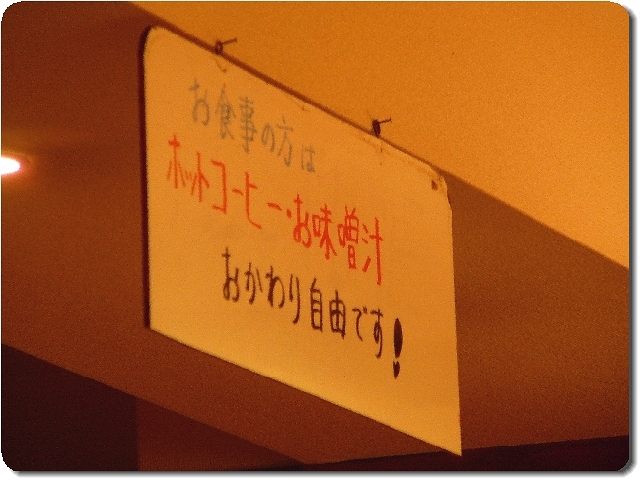 お食事の方は
ホットコーヒー・お味噌汁
おかわり自由です!